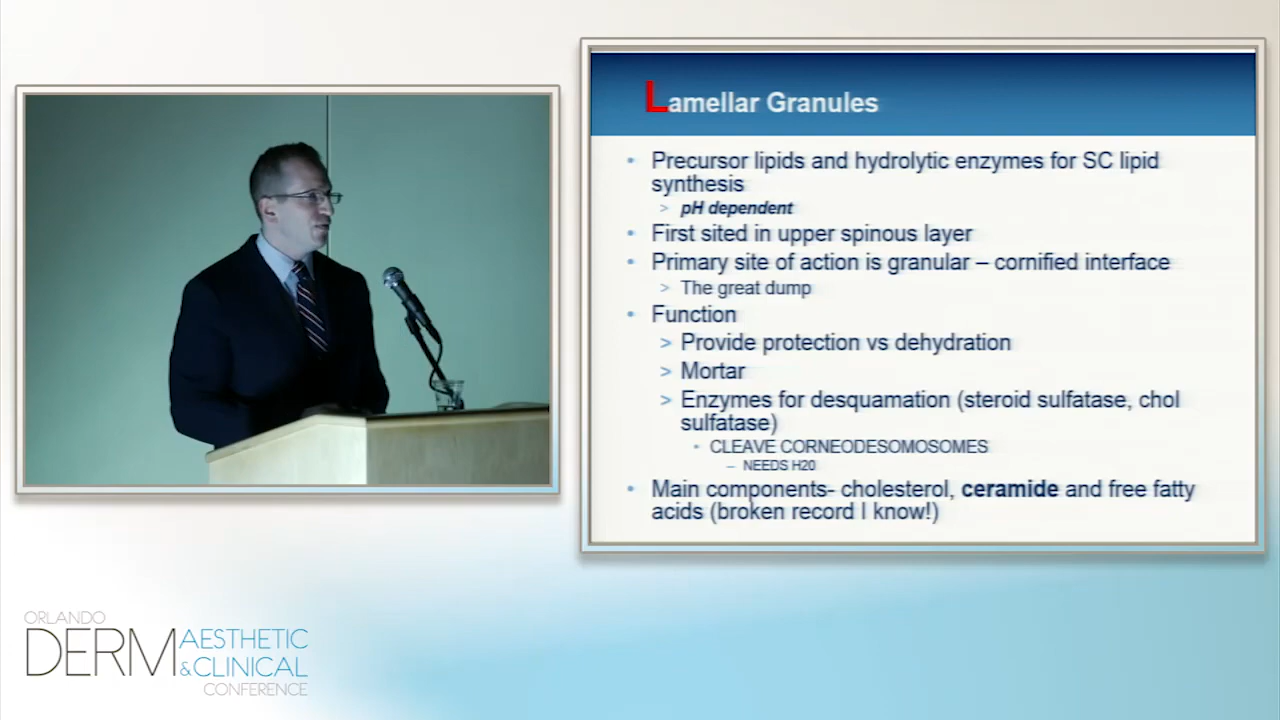 Lamellar Granules
Precursor lipids and hydrolytic enzymes for SC lipid
synthesis
> pH dependent
First sited in upper spinous layer
Primary site of action is granular – cornified interface
> The great dump
Function
> Provide protection vs dehydration
> Mortar
> Enzymes for desquamation (steroid sulfatase, chol
sulfatase)
CLEAVE CORNEODESOMOSOMES
– NEEDS H20
Main components- cholesterol, ceramide and free fatty
acids (broken record I know!)
ORLANDO
DERM AESTHETIC
& CLINICAL
CONFERENCE